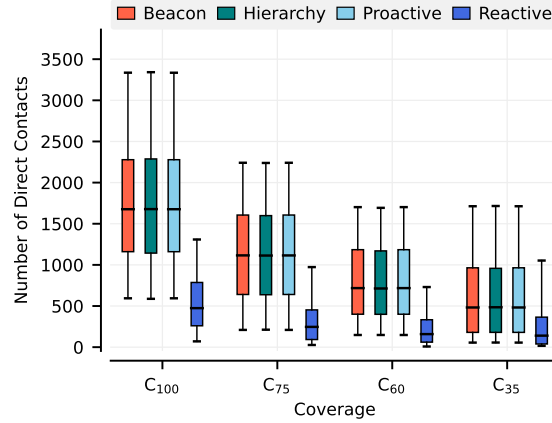 Beacon Hierarchy Proactive Reactive
3500
3000
2500
2000
1500
1000
500
0
Number of Direct Contacts
C₁₀₀ C₇₅ C₆₀ C₃₅
Coverage